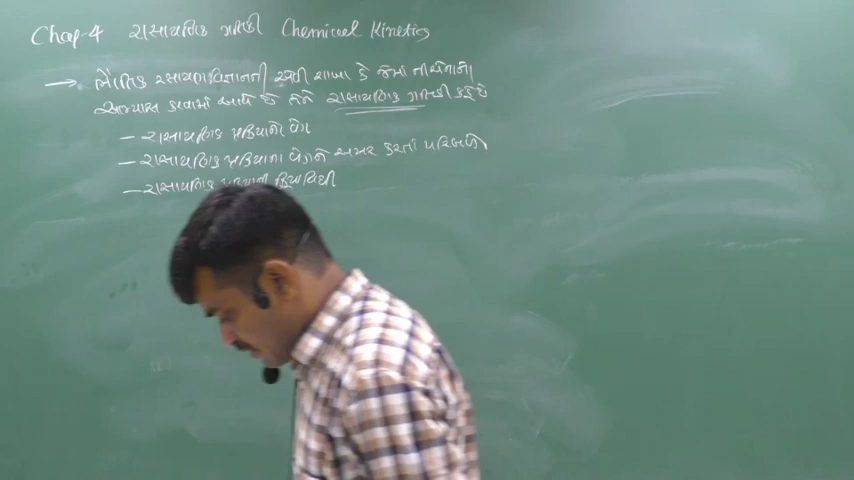 Chap-4 રાસાયણિક ગતિકી Chemical Kinetics
→ ભૌતિક રસાયણવિજ્ઞાનની એવી શાખા કે જેમાં નીચેનાનો
અભ્યાસ કરવામાં આવે છે તેને રાસાયણિક ગતિકી કહે છે
– રાસાયણિક પ્રક્રિયાનો વેગ
– રાસાયણિક પ્રક્રિયાના વેગને અસર કરતાં પરિબળો
– રાસાયણિક પ્રક્રિયાની ક્રિયાવિધી